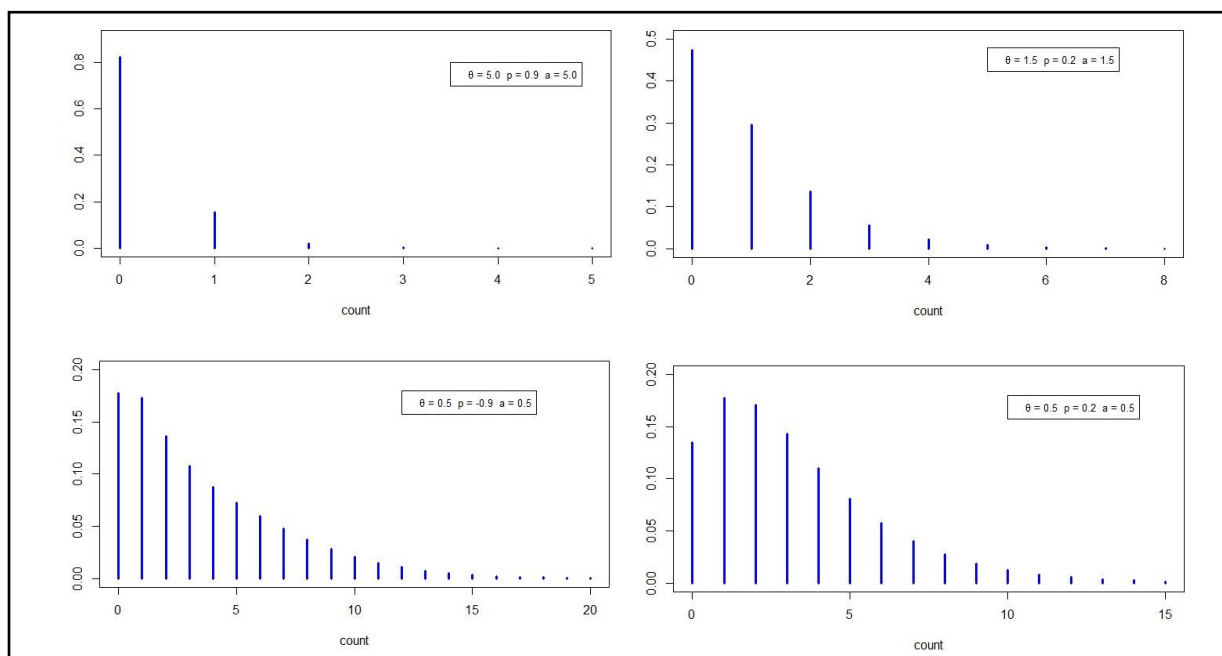 0.8
0.6
0.4
0.2
0.0
θ = 5.0 p = 0.9 a = 5.0
0 1 2 3 4 5
count
0.5
0.4
0.3
0.2
0.1
0.0
θ = 1.5 p = 0.2 a = 1.5
0 2 4 6 8
count
0.20
0.15
0.10
0.05
0.00
θ = 0.5 p = -0.9 a = 0.5
0 5 10 15 20
count
0.20
0.15
0.10
0.05
0.00
θ = 0.5 p = 0.2 a = 0.5
0 5 10 15
count